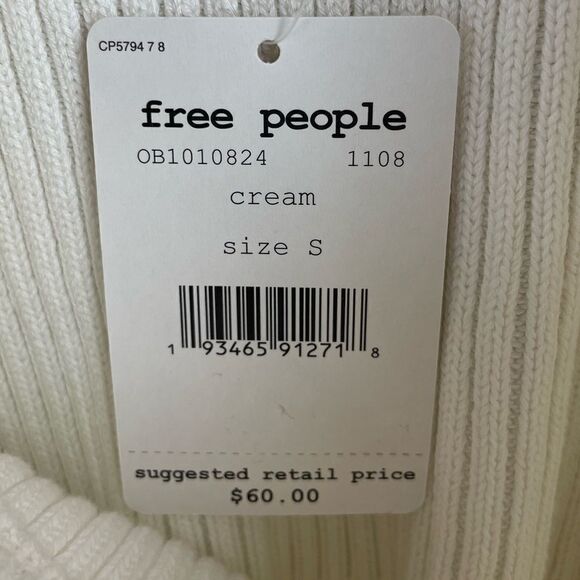 CP5794 7 8
free people
OB1010824 1108
cream
size S
1 93465 91271 8
suggested retail price
$60.00